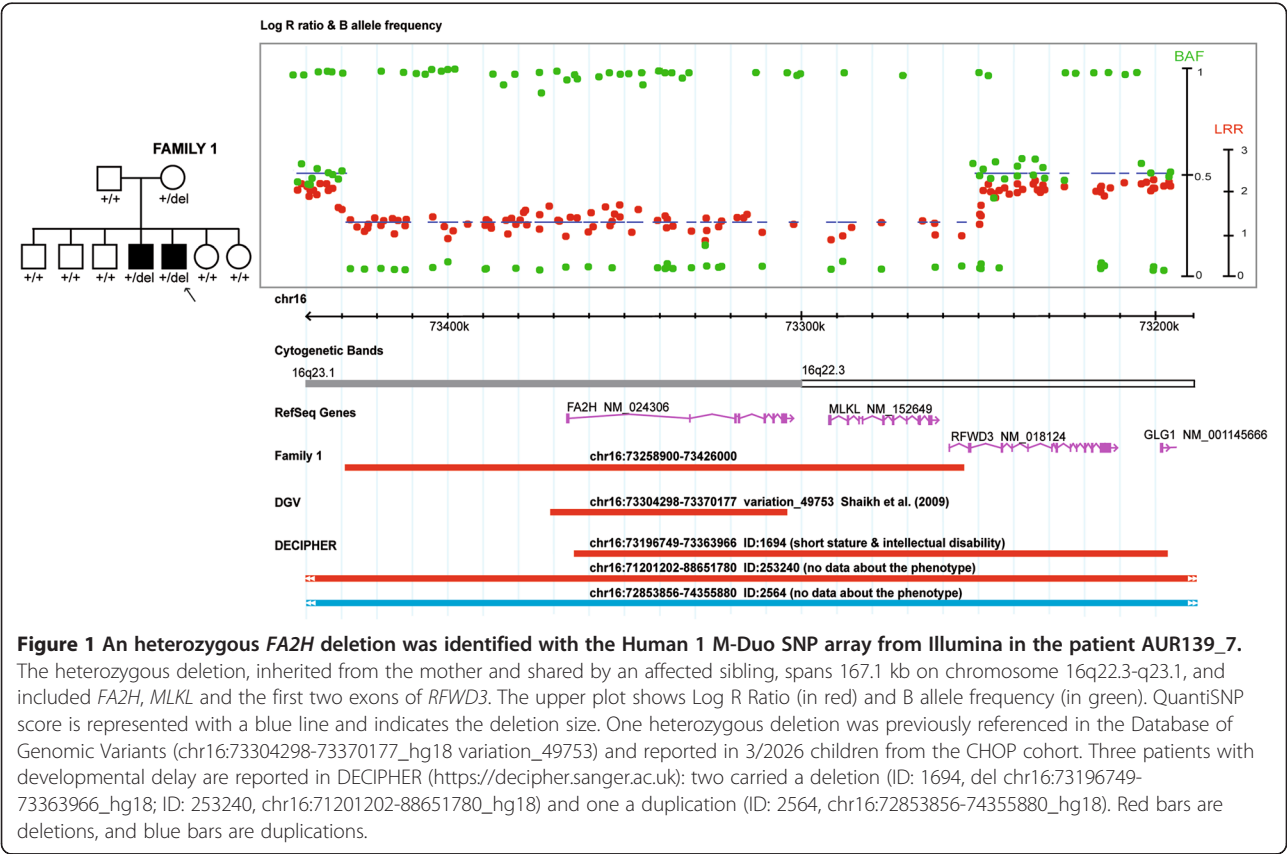 Log R ratio & B allele frequency
BAF
1
LRR
3
0.5
2
1
0
0
FAMILY 1
+/+
+/del
+/+
+/+
+/+
+/del
+/del
+/+
+/+
chr16
73400k
73300k
73200k
Cytogenetic Bands
16q23.1
16q22.3
RefSeq Genes
FA2H NM_024306
MLKL NM_152649
RFWD3 NM_018124
GLG1 NM_001145666
Family 1
chr16:73258900-73426000
DGV
chr16:73304298-73370177 variation_49753 Shaikh et al. (2009)
DECIPHER
chr16:73196749-73363966 ID:1694 (short stature & intellectual disability)
chr16:71201202-88651780 ID:253240 (no data about the phenotype)
chr16:72853856-74355880 ID:2564 (no data about the phenotype)
Figure 1 An heterozygous FA2H deletion was identified with the Human 1 M-Duo SNP array from Illumina in the patient AUR139_7.
The heterozygous deletion, inherited from the mother and shared by an affected sibling, spans 167.1 kb on chromosome 16q22.3-q23.1, and
included FA2H, MLKL and the first two exons of RFWD3. The upper plot shows Log R Ratio (in red) and B allele frequency (in green). QuantiSNP
score is represented with a blue line and indicates the deletion size. One heterozygous deletion was previously referenced in the Database of
Genomic Variants (chr16:73304298-73370177_hg18 variation_49753) and reported in 3/2026 children from the CHOP cohort. Three patients with
developmental delay are reported in DECIPHER (https://decipher.sanger.ac.uk): two carried a deletion (ID: 1694, del chr16:73196749-
73363966_hg18; ID: 253240, chr16:71201202-88651780_hg18) and one a duplication (ID: 2564, chr16:72853856-74355880_hg18). Red bars are
deletions, and blue bars are duplications.